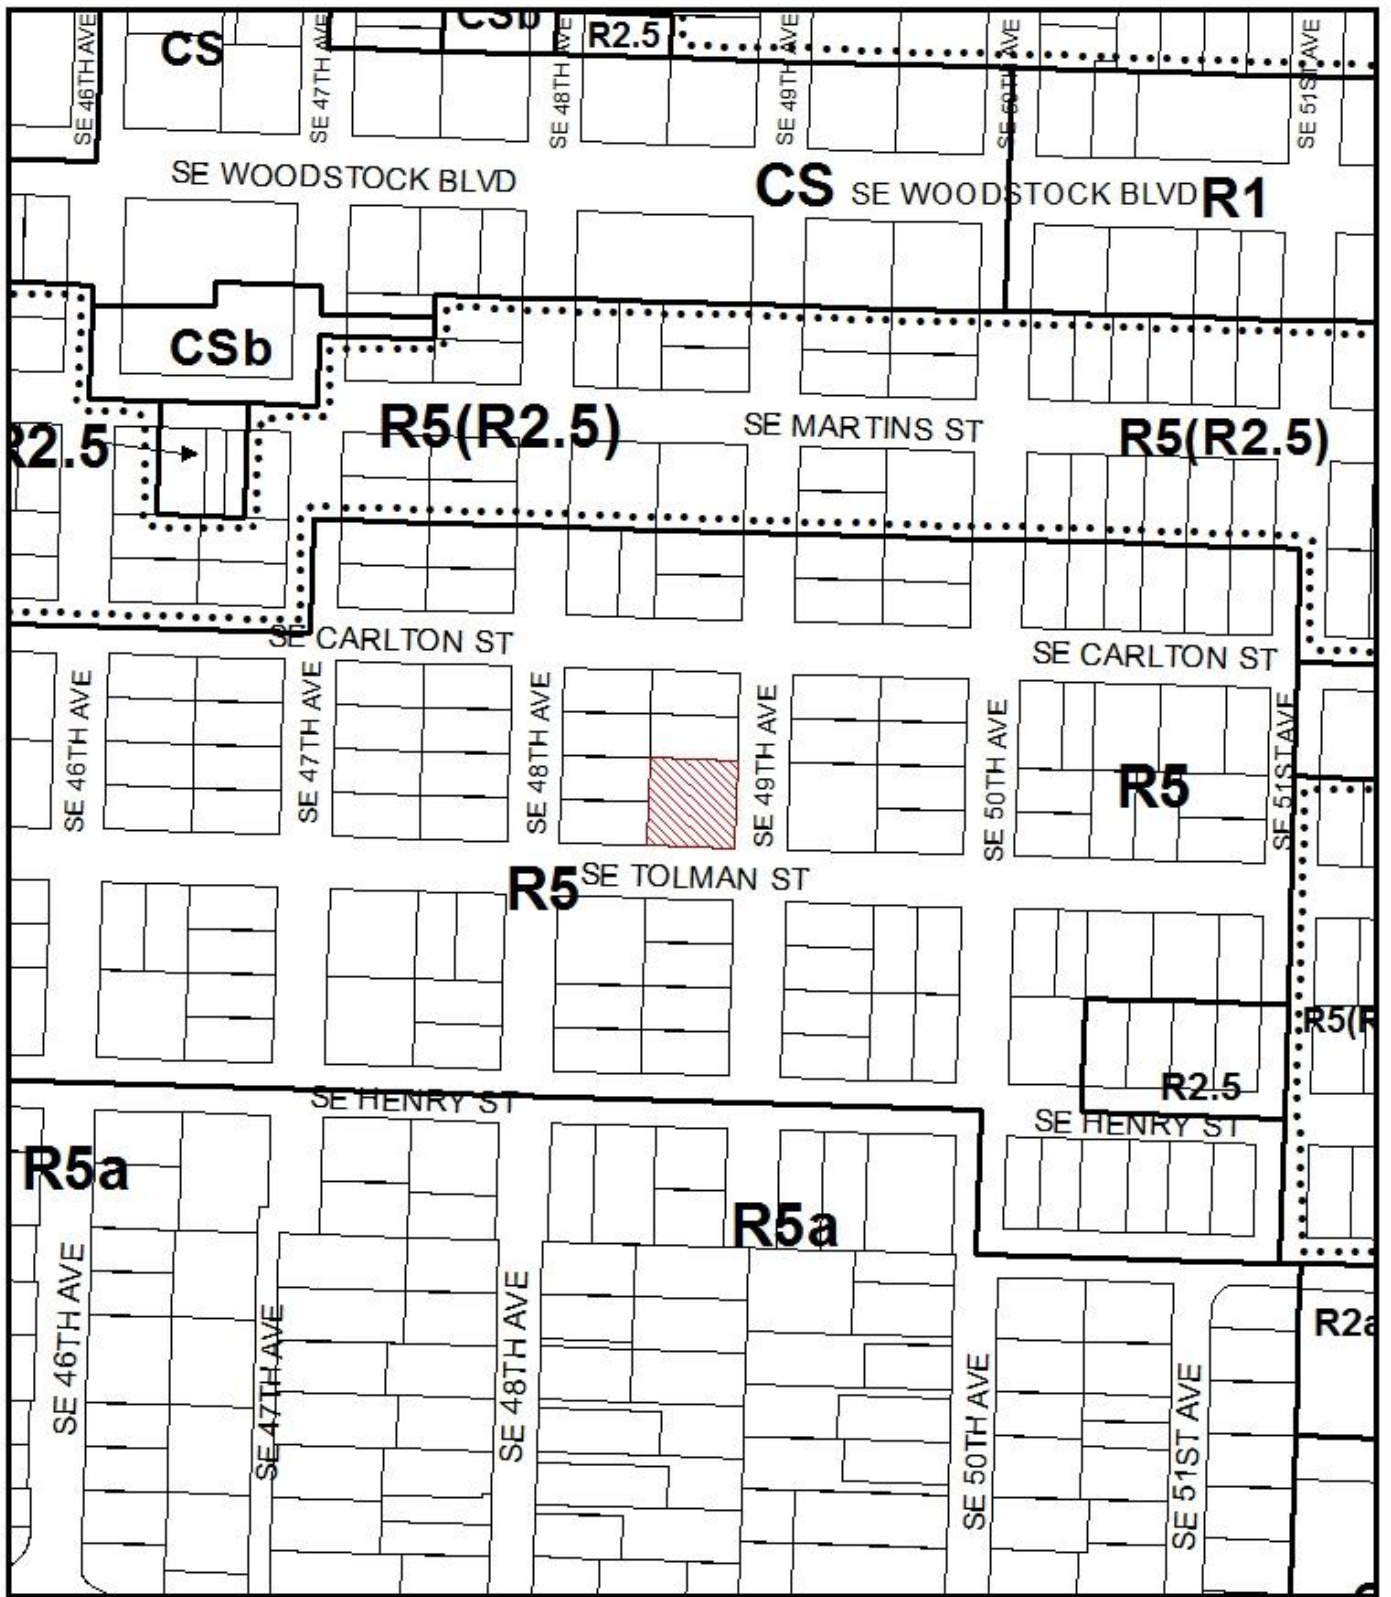 CS
CSb
R2.5
SE 46TH AVE
SE 47TH AVE
SE 48TH AVE
SE 49TH AVE
SE 50TH AVE
SE 51ST AVE
SE WOODSTOCK BLVD
CS
SE WOODSTOCK BLVD
R1
CSb
R2.5
R5(R2.5)
SE MARTINS ST
R5(R2.5)
SE CARLTON ST
SE CARLTON ST
SE 46TH AVE
SE 47TH AVE
SE 48TH AVE
SE 49TH AVE
SE 50TH AVE
SE 51ST AVE
R5
R5
SE TOLMAN ST
R5(R
R2.5
SE HENRY ST
SE HENRY ST
R5a
R5a
SE 46TH AVE
SE 47TH AVE
SE 48TH AVE
SE 50TH AVE
SE 51ST AVE
R2a